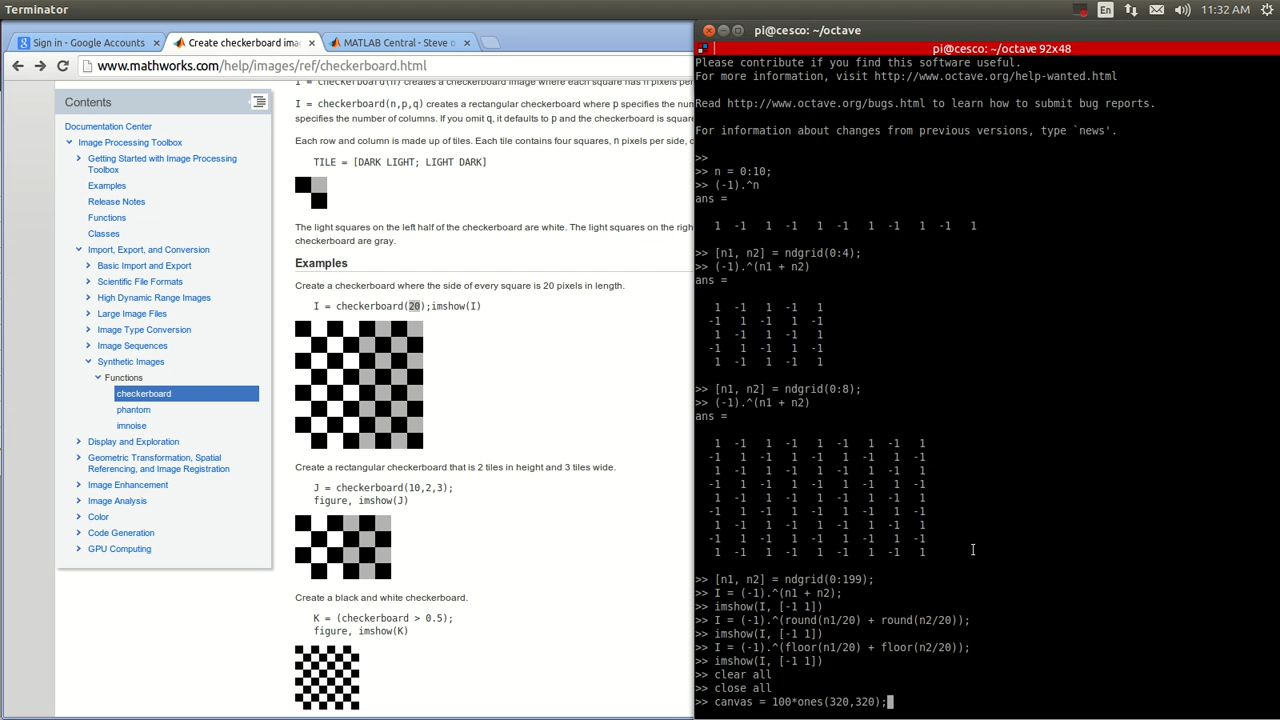 Terminator
En
11:32 AM
Sign in - Google Accounts
Create checkerboard ima
MATLAB Central - Steve o
www.mathworks.com/help/images/ref/checkerboard.html
Contents
Documentation Center
Image Processing Toolbox
Getting Started with Image Processing
Toolbox
Examples
Release Notes
Functions
Classes
Import, Export, and Conversion
Basic Import and Export
Scientific File Formats
High Dynamic Range Images
Large Image Files
Image Type Conversion
Image Sequences
Synthetic Images
Functions
checkerboard
phantom
imnoise
Display and Exploration
Geometric Transformation, Spatial
Referencing, and Image Registration
Image Enhancement
Image Analysis
Color
Code Generation
GPU Computing
I = checkerboard(n) creates a checkerboard image where each square has n pixels per
I = checkerboard(n,p,q) creates a rectangular checkerboard where p specifies the num
specifies the number of columns. If you omit q, it defaults to p and the checkerboard is square
Each row and column is made up of tiles. Each tile contains four squares, n pixels per side,
TILE = [DARK LIGHT; LIGHT DARK]
The light squares on the left half of the checkerboard are white. The light squares on the right
checkerboard are gray.
Examples
Create a checkerboard where the side of every square is 20 pixels in length.
I = checkerboard(20);imshow(I)
Create a rectangular checkerboard that is 2 tiles in height and 3 tiles wide.
J = checkerboard(10,2,3);
figure, imshow(J)
Create a black and white checkerboard.
K = (checkerboard > 0.5);
figure, imshow(K)
pi@cesco: ~/octave
pi@cesco: ~/octave 92x48
Please contribute if you find this software useful.
For more information, visit http://www.octave.org/help-wanted.html
Read http://www.octave.org/bugs.html to learn how to submit bug reports.
For information about changes from previous versions, type `news'.
>>
>> n = 0:10;
>> (-1).^n
ans =
1 -1 1 -1 1 -1 1 -1 1 -1 1
>> [n1, n2] = ndgrid(0:4);
>> (-1).^(n1 + n2)
ans =
1 -1 1 -1 1
-1 1 -1 1 -1
1 -1 1 -1 1
-1 1 -1 1 -1
1 -1 1 -1 1
>> [n1, n2] = ndgrid(0:8);
>> (-1).^(n1 + n2)
ans =
1 -1 1 -1 1 -1 1 -1 1
-1 1 -1 1 -1 1 -1 1 -1
1 -1 1 -1 1 -1 1 -1 1
-1 1 -1 1 -1 1 -1 1 -1
1 -1 1 -1 1 -1 1 -1 1
-1 1 -1 1 -1 1 -1 1 -1
1 -1 1 -1 1 -1 1 -1 1
-1 1 -1 1 -1 1 -1 1 -1
1 -1 1 -1 1 -1 1 -1 1
>> [n1, n2] = ndgrid(0:199);
>> I = (-1).^(n1 + n2);
>> imshow(I, [-1 1])
>> I = (-1).^(round(n1/20) + round(n2/20));
>> imshow(I, [-1 1])
>> I = (-1).^(floor(n1/20) + floor(n2/20));
>> imshow(I, [-1 1])
>> clear all
>> close all
>> canvas = 100*ones(320,320);